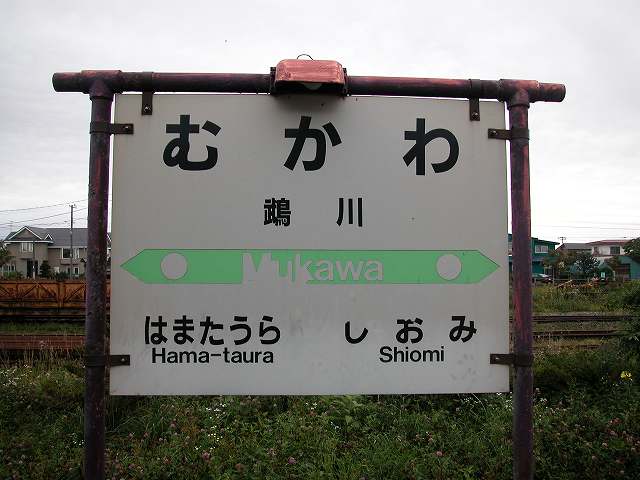 むかわ
鵡川
Mukawa
はまたうら しおみ
Hama-taura Shiomi